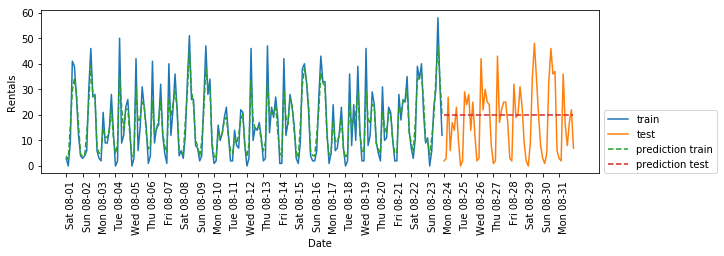 60
50
40
30
20
10
0
Rentals
Sat 08-01
Sun 08-02
Mon 08-03
Tue 08-04
Wed 08-05
Thu 08-06
Fri 08-07
Sat 08-08
Sun 08-09
Mon 08-10
Tue 08-11
Wed 08-12
Thu 08-13
Fri 08-14
Sat 08-15
Sun 08-16
Mon 08-17
Tue 08-18
Wed 08-19
Thu 08-20
Fri 08-21
Sat 08-22
Sun 08-23
Mon 08-24
Tue 08-25
Wed 08-26
Thu 08-27
Fri 08-28
Sat 08-29
Sun 08-30
Mon 08-31
Date
train
test
prediction train
prediction test